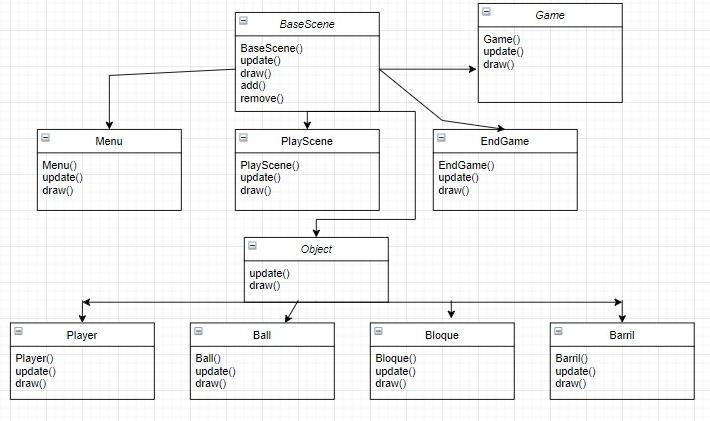 BaseScene
BaseScene()
update()
draw()
add()
remove()
Game
Game()
update()
draw()
Menu
Menu()
update()
draw()
PlayScene
PlayScene()
update()
draw()
EndGame
EndGame()
update()
draw()
Object
update()
draw()
Player
Player()
update()
draw()
Ball
Ball()
update()
draw()
Bloque
Bloque()
update()
draw()
Barril
Barril()
update()
draw()